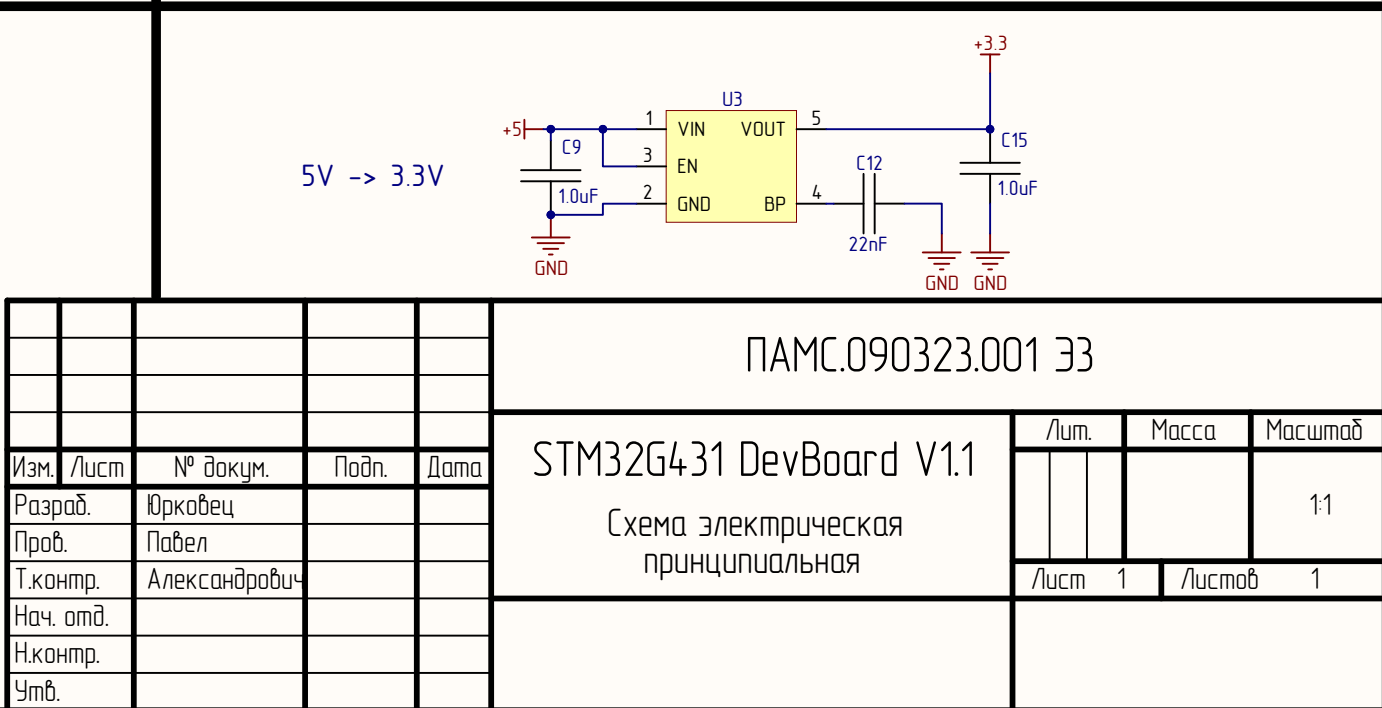 +3.3
U3
+5
1
VIN
VOUT
5
C9
C15
5V -> 3.3V
3
EN
C12
1.0uF
1.0uF
2
GND
BP
4
22nF
GND
GND
GND
ПАМС.090323.001 Э3
STM32G431 DevBoard V1.1
Лит.
Масса
Масштаб
Изм.
Лист
№ докум.
Подп.
Дата
Разраб.
Юрковец
1:1
Схема электрическая
принципиальная
Пров.
Павел
Т.контр.
Александрович
Лист 1
Листов 1
Нач. отд.
Н.контр.
Утв.